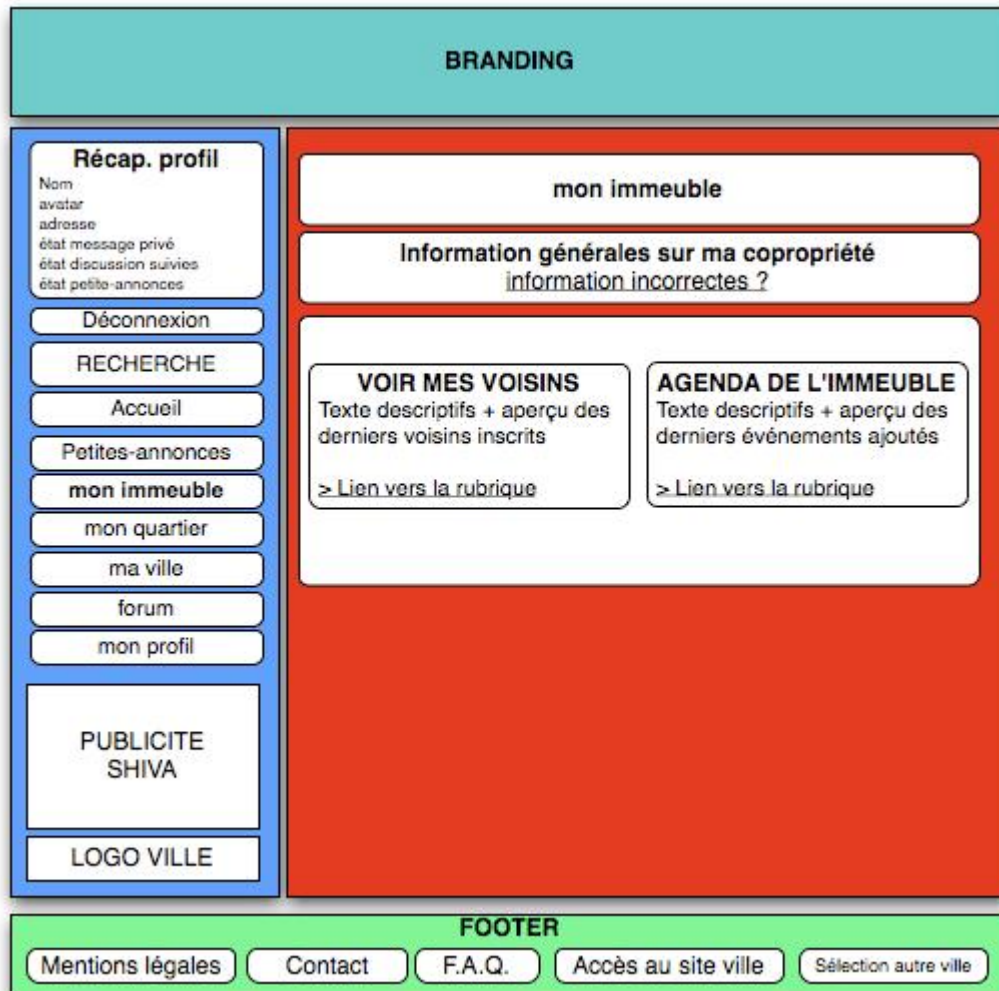 BRANDING
Récap. profil
Nom
avatar
adresse
état message privé
état discussion suivies
état petite-annonces
Déconnexion
RECHERCHE
Accueil
Petites-annonces
mon immeuble
mon quartier
ma ville
forum
mon profil
PUBLICITE
SHIVA
LOGO VILLE
mon immeuble
Information générales sur ma copropriété
information incorrectes ?
VOIR MES VOISINS
Texte descriptifs + aperçu des
derniers voisins inscrits
> Lien vers la rubrique
AGENDA DE L'IMMEUBLE
Texte descriptifs + aperçu des
derniers événements ajoutés
> Lien vers la rubrique
FOOTER
Mentions légales
Contact
F.A.Q.
Accès au site ville
Sélection autre ville